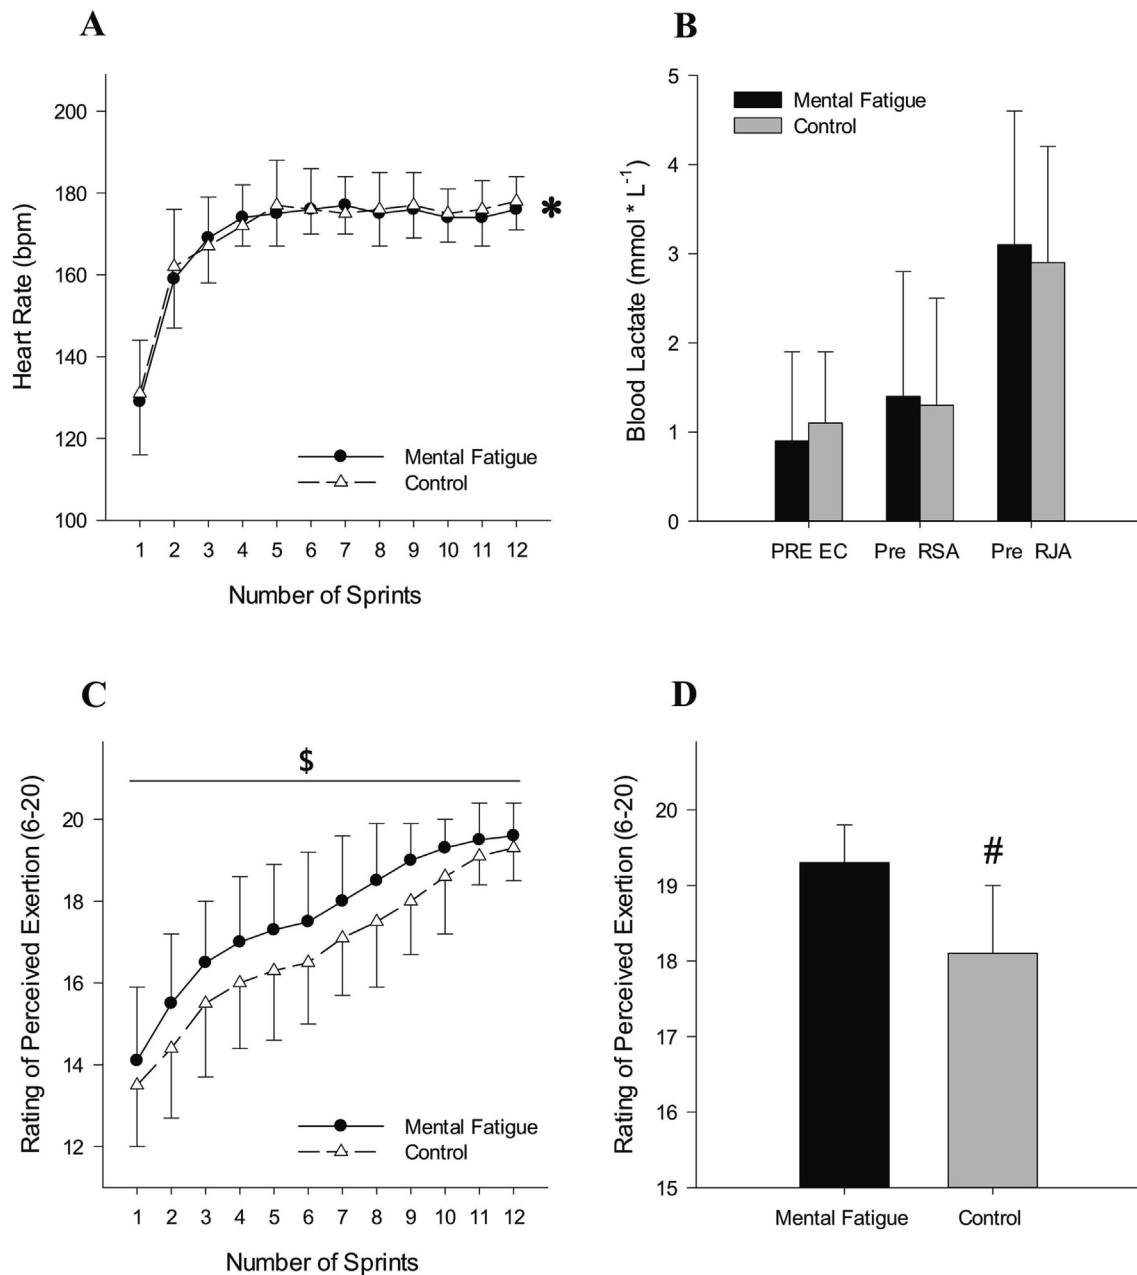 A
Heart Rate (bpm)
200
180
160
140
120
100
*
Mental Fatigue
Control
1 2 3 4 5 6 7 8 9 10 11 12
Number of Sprints
B
Blood Lactate (mmol * L⁻¹)
5
4
3
2
1
0
Mental Fatigue
Control
PRE EC Pre RSA Pre RJA
C
Rating of Perceived Exertion (6-20)
$
20
18
16
14
12
Mental Fatigue
Control
1 2 3 4 5 6 7 8 9 10 11 12
Number of Sprints
D
Rating of Perceived Exertion (6-20)
20
19
18
17
16
15
#
Mental Fatigue Control